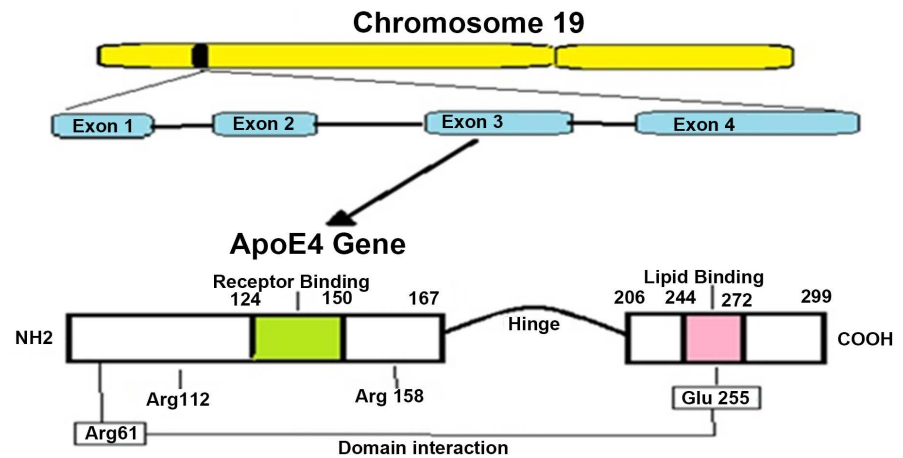 Chromosome 19
Exon 1 Exon 2 Exon 3 Exon 4
ApoE4 Gene
Receptor Binding Lipid Binding
124 150 167 206 244 272 299
NH2 Hinge COOH
Arg112 Arg 158 Glu 255
Arg61
Domain interaction